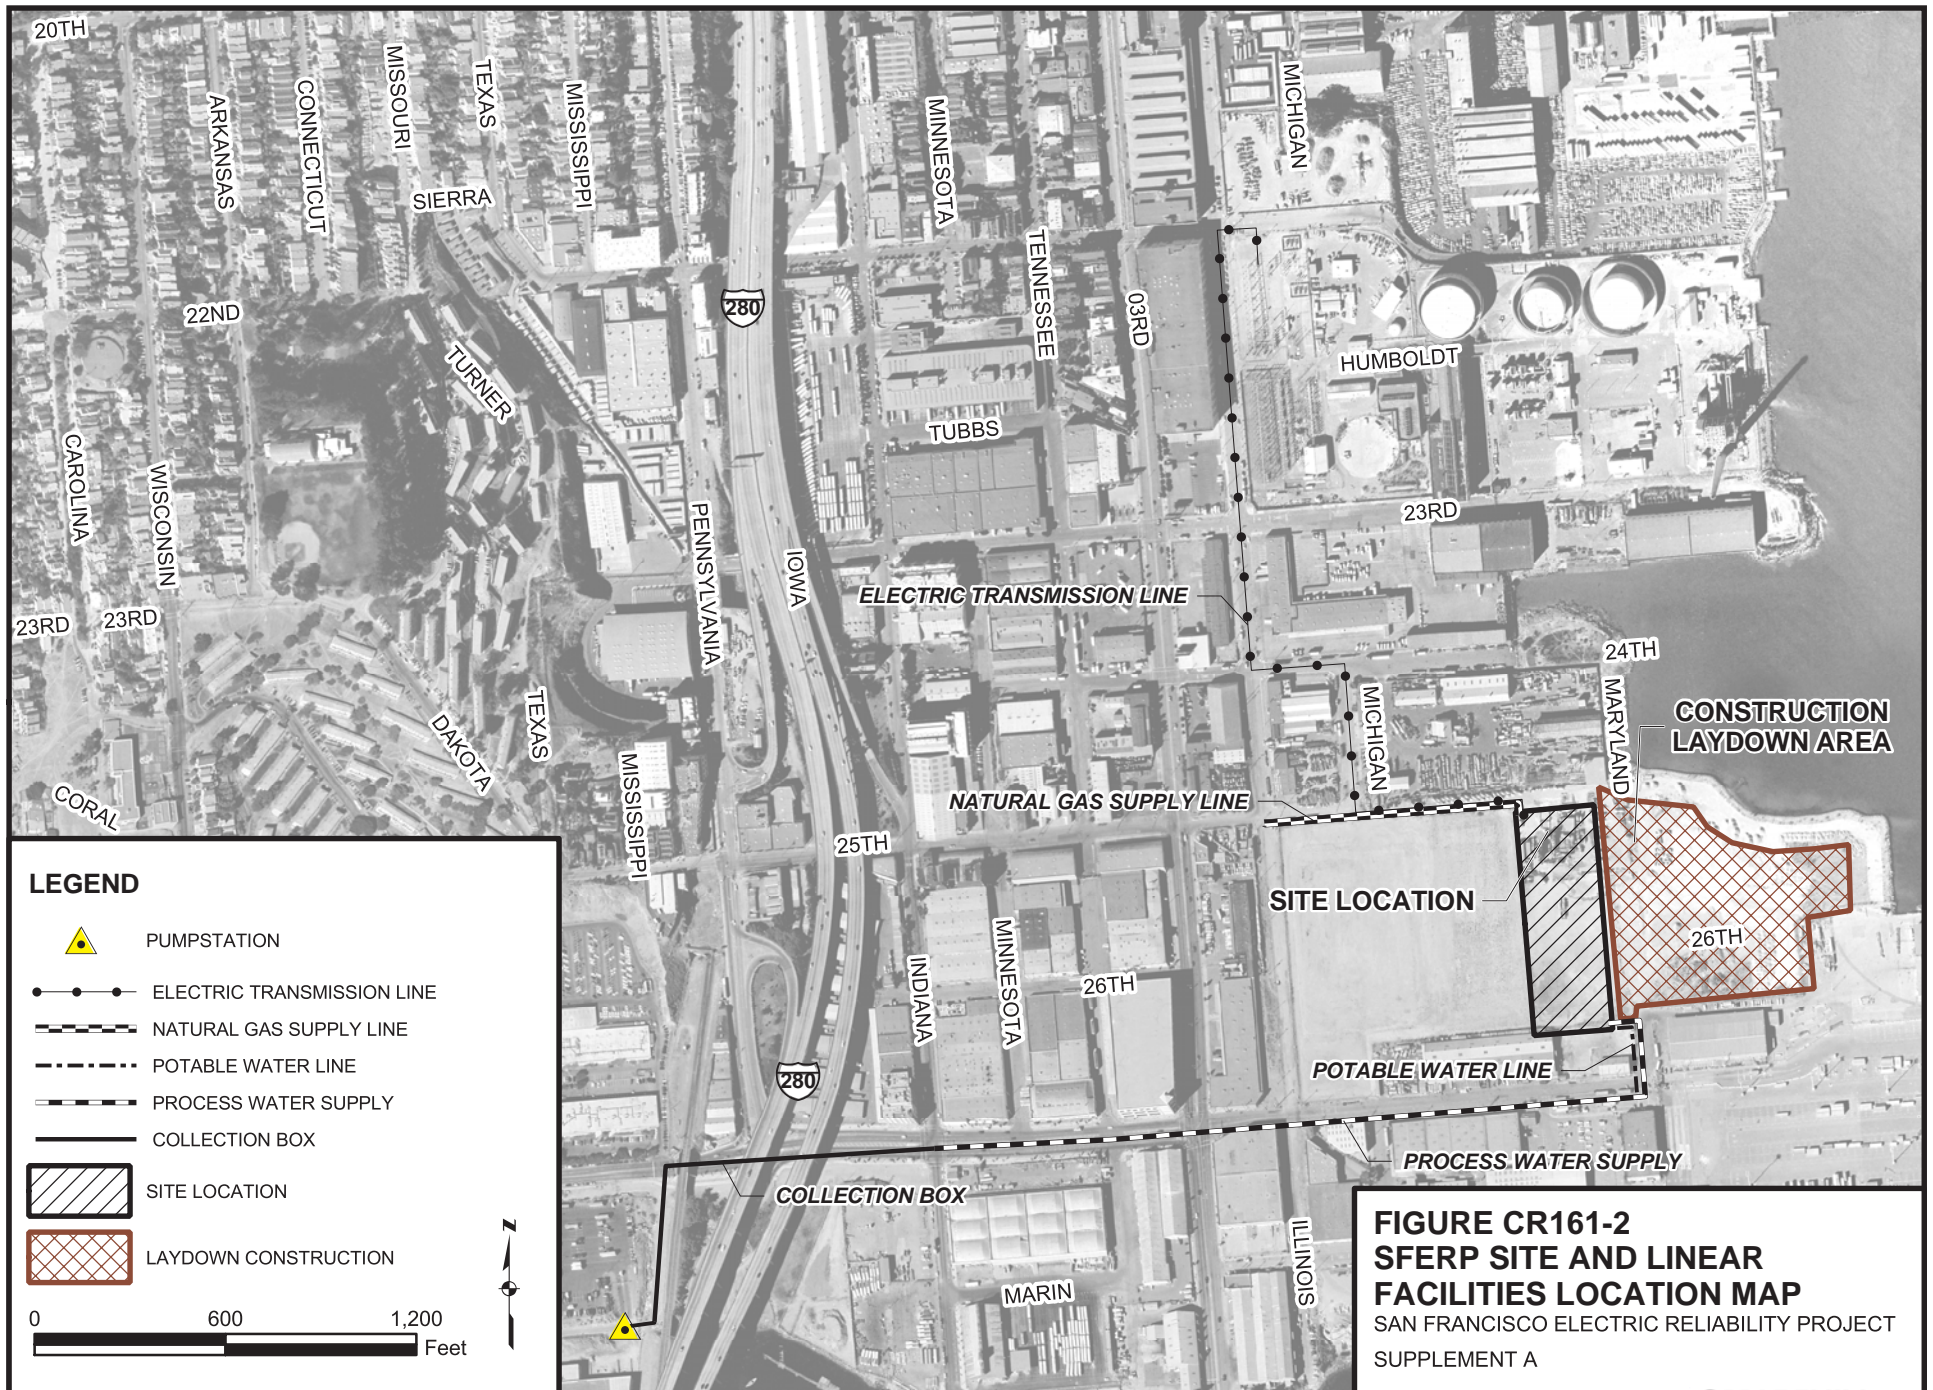 20TH
ARKANSAS
CONNECTICUT
MISSOURI
TEXAS
MISSISSIPPI
MINNESOTA
MICHIGAN
SIERRA
TENNESSEE
03RD
22ND
280
TURNER
HUMBOLDT
TUBBS
CAROLINA
WISCONSIN
PENNSYLVANIA
IOWA
23RD
ELECTRIC TRANSMISSION LINE
23RD
23RD
24TH
DAKOTA
TEXAS
MISSISSIPPI
MICHIGAN
MARYLAND
CONSTRUCTION
LAYDOWN AREA
CORAL
NATURAL GAS SUPPLY LINE
25TH
SITE LOCATION
INDIANA
MINNESOTA
26TH
26TH
280
POTABLE WATER LINE
PROCESS WATER SUPPLY
COLLECTION BOX
ILLINOIS
MARIN
LEGEND
PUMPSTATION
ELECTRIC TRANSMISSION LINE
NATURAL GAS SUPPLY LINE
POTABLE WATER LINE
PROCESS WATER SUPPLY
COLLECTION BOX
SITE LOCATION
LAYDOWN CONSTRUCTION
N
0 600 1,200
Feet
FIGURE CR161-2
SFERP SITE AND LINEAR
FACILITIES LOCATION MAP
SAN FRANCISCO ELECTRIC RELIABILITY PROJECT
SUPPLEMENT A